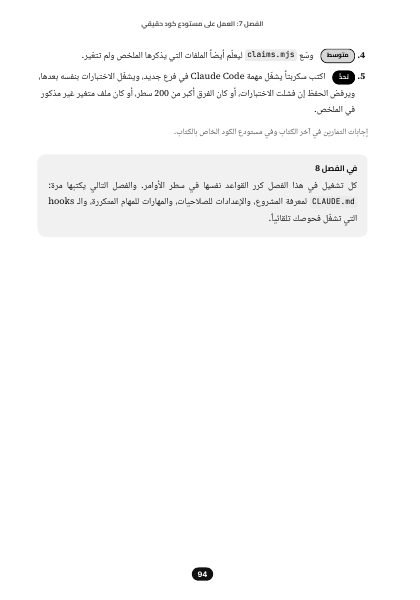 الفصل 7: العمل على مستودع كود حقيقي
4. متوسط وسّع claims.mjs ليعلّم أيضاً الملفات التي يذكرها الملخص ولم تتغير.
5. تحدٍّ اكتب سكربتاً يشغّل مهمة Claude Code في فرع جديد، ويشغّل الاختبارات بنفسه بعدها،
ويرفض الحفظ إن فشلت الاختبارات، أو كان الفرق أكبر من 200 سطر، أو كان ملف متغير غير مذكور
في الملخص.
إجابات التمارين في آخر الكتاب وفي مستودع الكود الخاص بالكتاب.
في الفصل 8
كل تشغيل في هذا الفصل كرر القواعد نفسها في سطر الأوامر. والفصل التالي يكتبها مرة:
CLAUDE.md لمعرفة المشروع، والإعدادات للصلاحيات، والمهارات للمهام المتكررة، والـ hooks
التي تشغّل فحوصك تلقائياً.
94